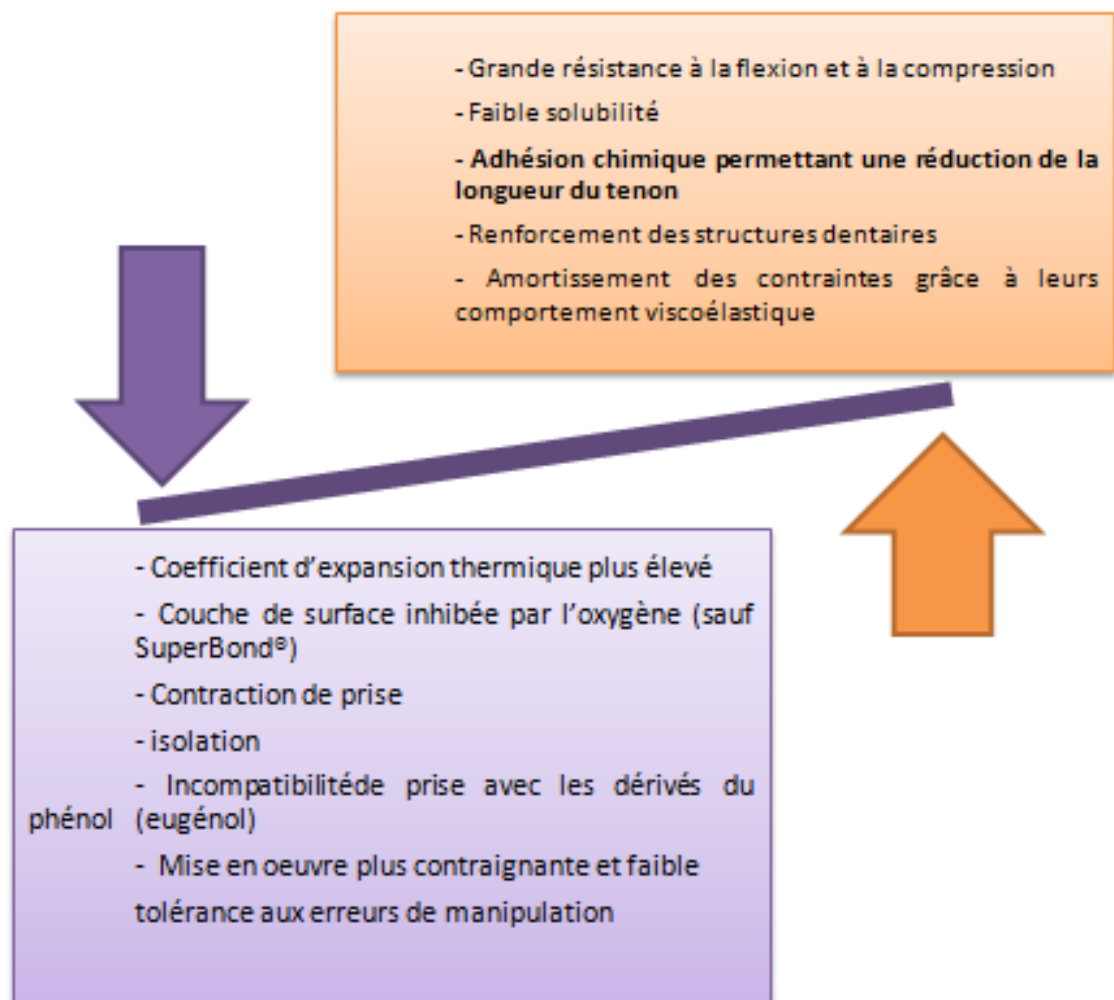 - Grande résistance à la flexion et à la compression
- Faible solubilité
- Adhésion chimique permettant une réduction de la
longueur du tenon
- Renforcement des structures dentaires
- Amortissement des contraintes grâce à leurs
comportement viscoélastique
- Coefficient d’expansion thermique plus élevé
- Couche de surface inhibée par l’oxygène (sauf
SuperBond®)
- Contraction de prise
- isolation
- Incompatibilitéde prise avec les dérivés du
phénol (eugénol)
- Mise en oeuvre plus contraignante et faible
tolérance aux erreurs de manipulation